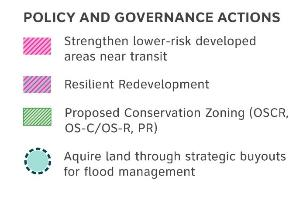 POLICY AND GOVERNANCE ACTIONS
Strengthen lower-risk developed
areas near transit
Resilient Redevelopment
Proposed Conservation Zoning (OSCR,
OS-C/OS-R, PR)
Aquire land through strategic buyouts
for flood management